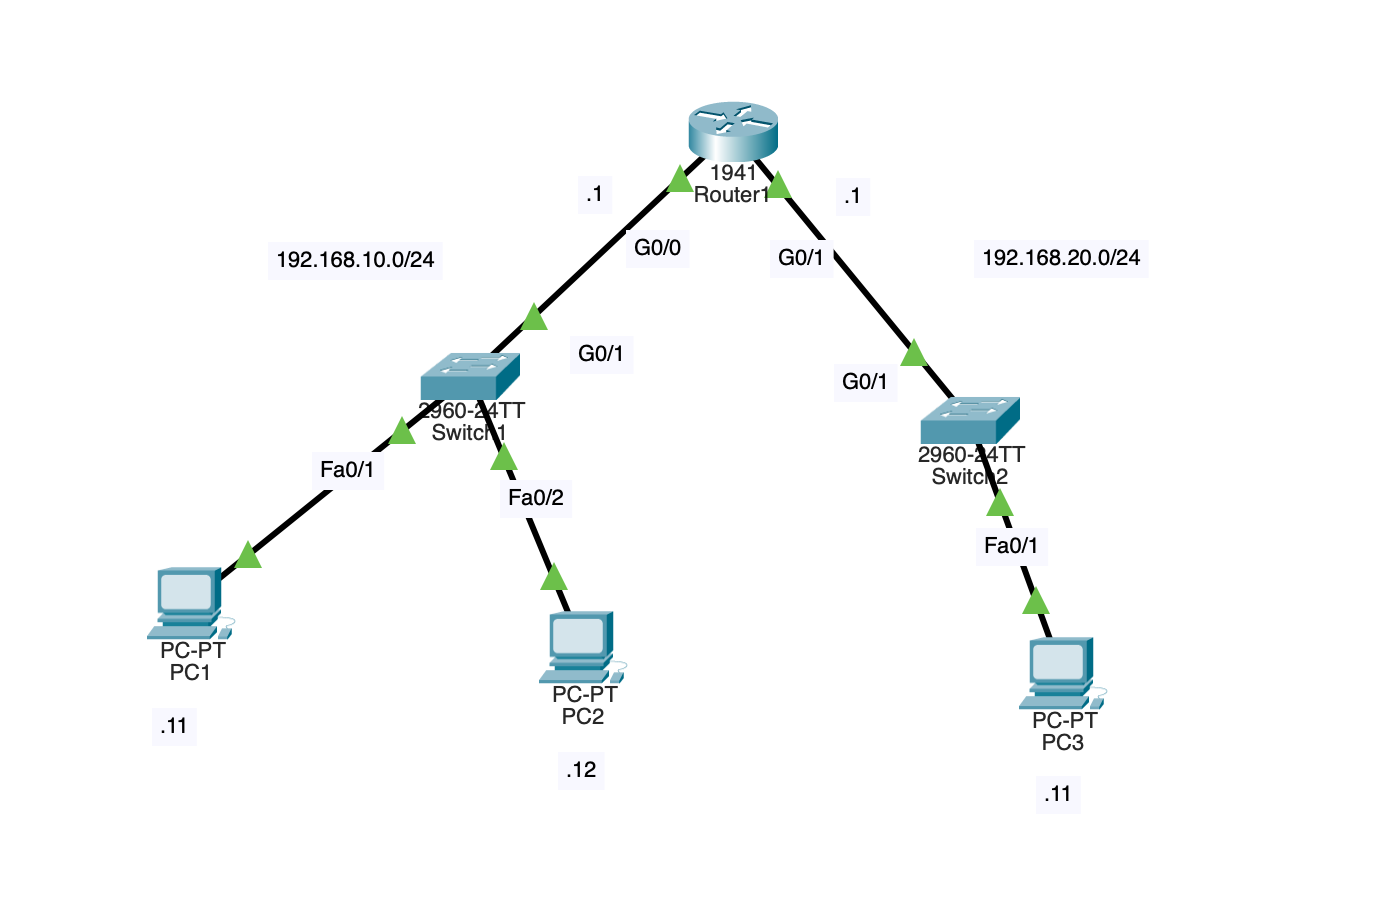 1941
Router1
.1
.1
G0/0
G0/1
192.168.10.0/24
192.168.20.0/24
G0/1
G0/1
2960-24TT
Switch1
2960-24TT
Switch2
Fa0/1
Fa0/2
Fa0/1
PC-PT
PC1
.11
PC-PT
PC2
.12
PC-PT
PC3
.11